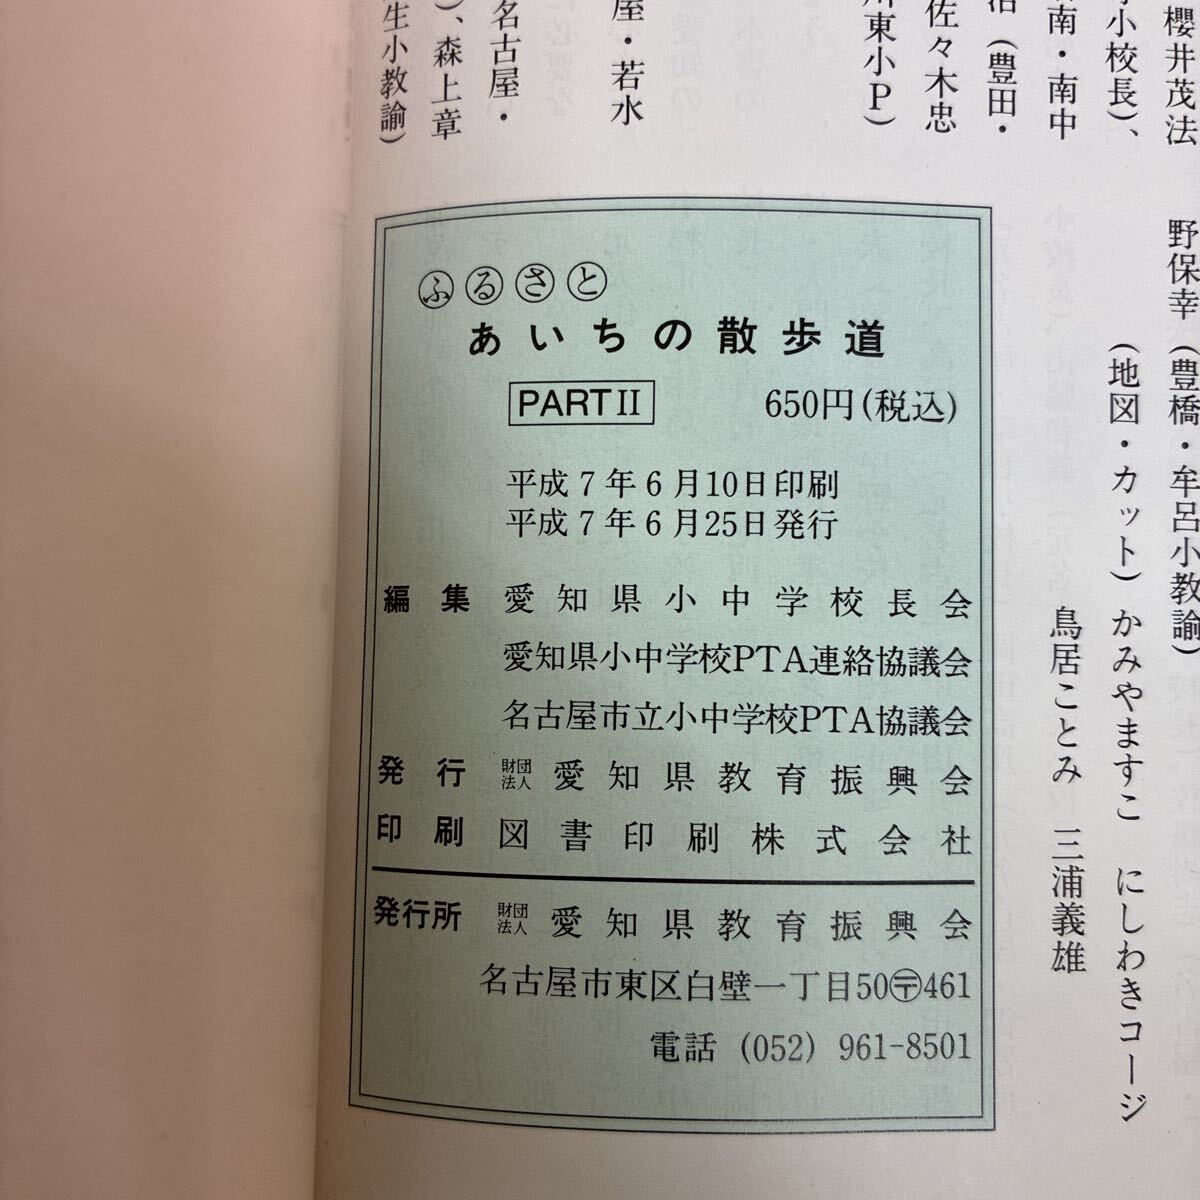 櫻井茂法
小校長)、
南・南中
(豊田・
佐々木忠
川東小P)
屋・若水
名古屋・
)、森上章
生小教諭)
野保幸 (豊橋・牟呂小教諭)
(地図・カット) かみやますこ にしわきコージ
鳥居ことみ 三浦義雄
ふるさと
あいちの散歩道
PARTⅡ 650円(税込)
平成7年6月10日印刷
平成7年6月25日発行
編集 愛知県小中学校長会
愛知県小中学校PTA連絡協議会
名古屋市立小中学校PTA協議会
発行 財団法人 愛知県教育振興会
印刷 図書印刷株式会社
発行所 財団法人 愛知県教育振興会
名古屋市東区白壁一丁目50〶461
電話 (052) 961-8501